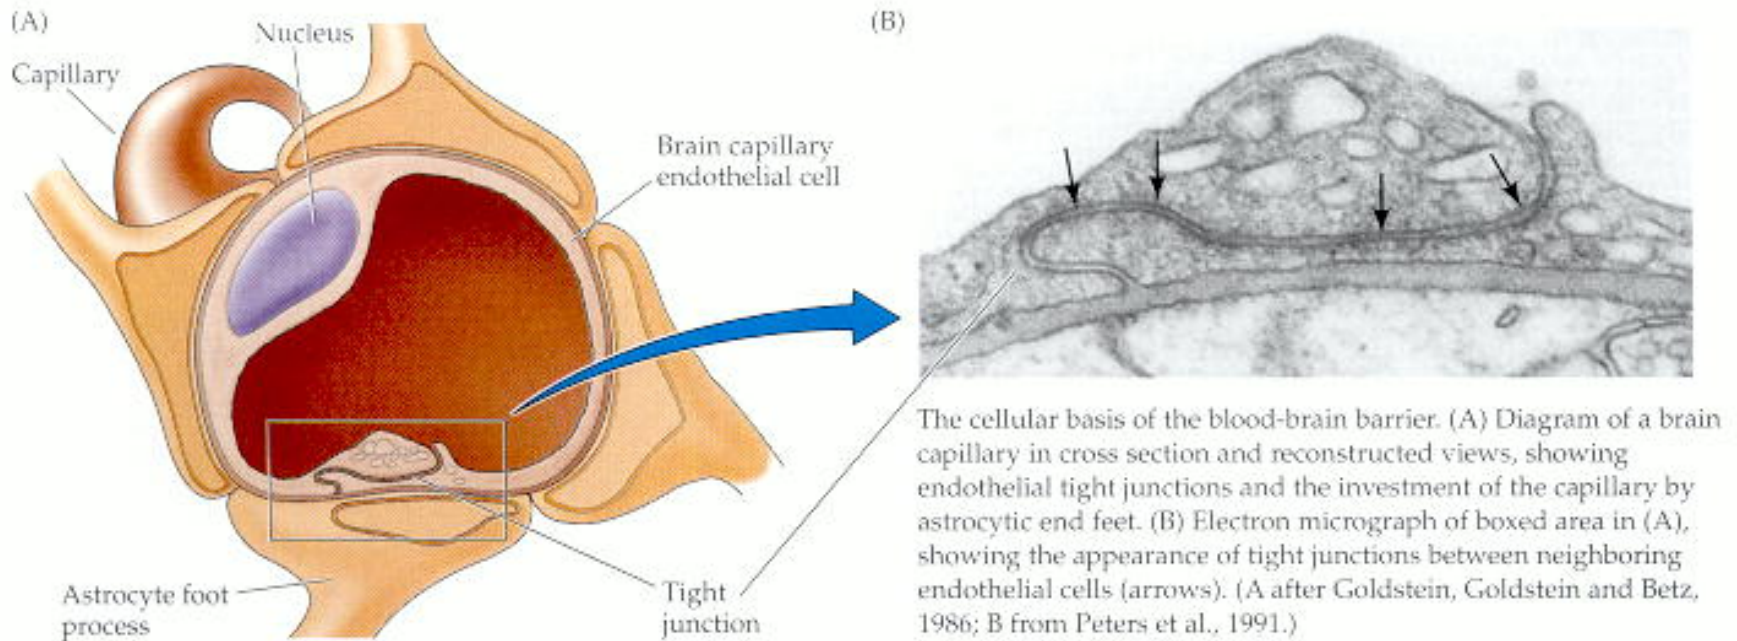 (A)
Nucleus
Capillary
Brain capillary
endothelial cell
Astrocyte foot
process
Tight
junction
(B)
The cellular basis of the blood-brain barrier. (A) Diagram of a brain
capillary in cross section and reconstructed views, showing
endothelial tight junctions and the investment of the capillary by
astrocytic end feet. (B) Electron micrograph of boxed area in (A),
showing the appearance of tight junctions between neighboring
endothelial cells (arrows). (A after Goldstein, Goldstein and Betz,
1986; B from Peters et al., 1991.)